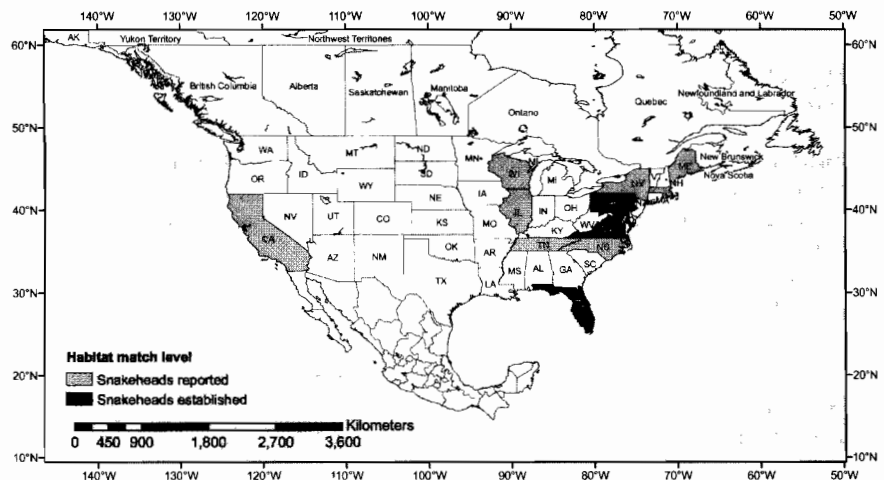 140°W 130°W 120°W 110°W 100°W 90°W 80°W 70°W 60°W 50°W
AK Yukon Territory Northwest Territories
60°N 60°N
British Columbia Alberta Saskatchewan Manitoba Ontario Quebec Newfoundland and Labrador
50°N 50°N
WA MT ND MN New Brunswick
OR ID SD WI MI NY VT NH ME Nova Scotia
WY IA MA
NE IL IN OH
40°N 40°N
NV UT CO KS MO KY WV
CA TN NC
AZ NM OK AR SC
MS AL GA
TX LA
30°N 30°N
Habitat match level
20°N 20°N
Snakeheads reported
Snakeheads established
Kilometers
0 450 900 1,800 2,700 3,600
10°N 10°N
140°W 130°W 120°W 110°W 100°W 90°W 80°W 70°W 60°W 50°W